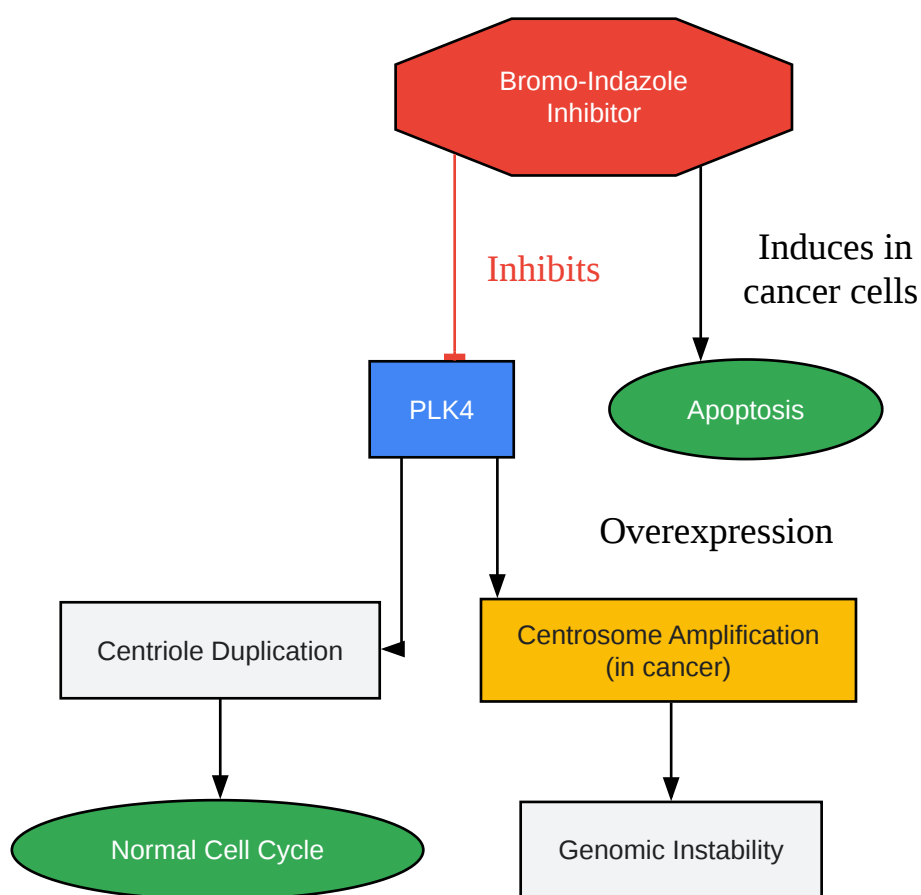 Bromo-Indazole
Inhibitor
Inhibits
Induces in
cancer cells
PLK4
Apoptosis
Overexpression
Centriole Duplication
Centrosome Amplification
(in cancer)
Normal Cell Cycle
Genomic Instability